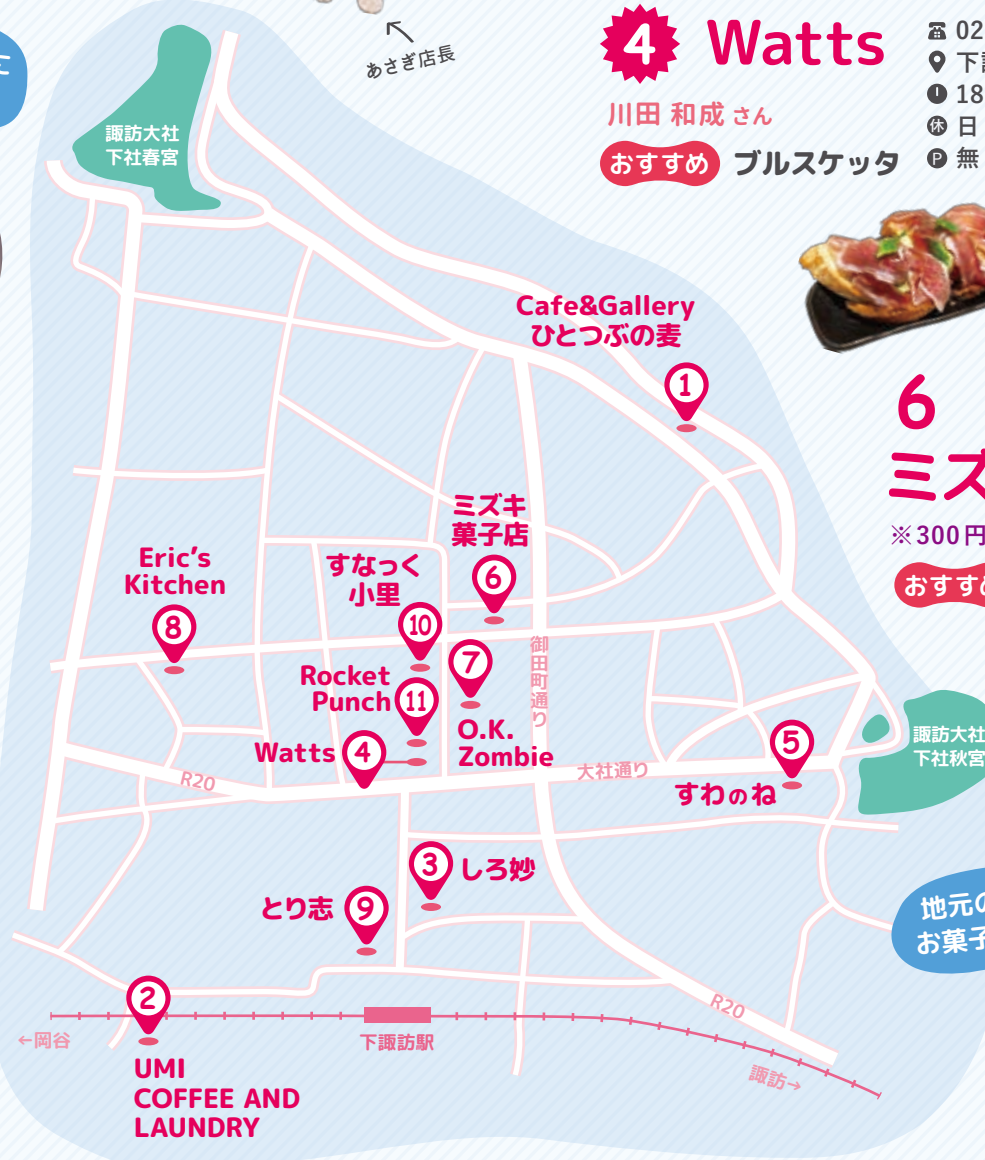 あさぎ店長
4 Watts
川田 和成 さん
おすすめ ブルスケッタ
02
18
休 日
P 無
諏訪大社
下社春宮
Cafe&Gallery
ひとつぶの麦
1
6
ミズ
※300円
おすすめ
ミズキ
菓子店
6
Eric's
Kitchen
8
すなっく
小里
10
7
O.K.
Zombie
Rocket
Punch
11
Watts 4
御田町通り
大社通り
R20
5
すわのね
諏訪大社
下社秋宮
3 しろ妙
とり志 9
地元の
お菓子
2
UMI
COFFEE AND
LAUNDRY
←岡谷
下諏訪駅
R20
諏訪→